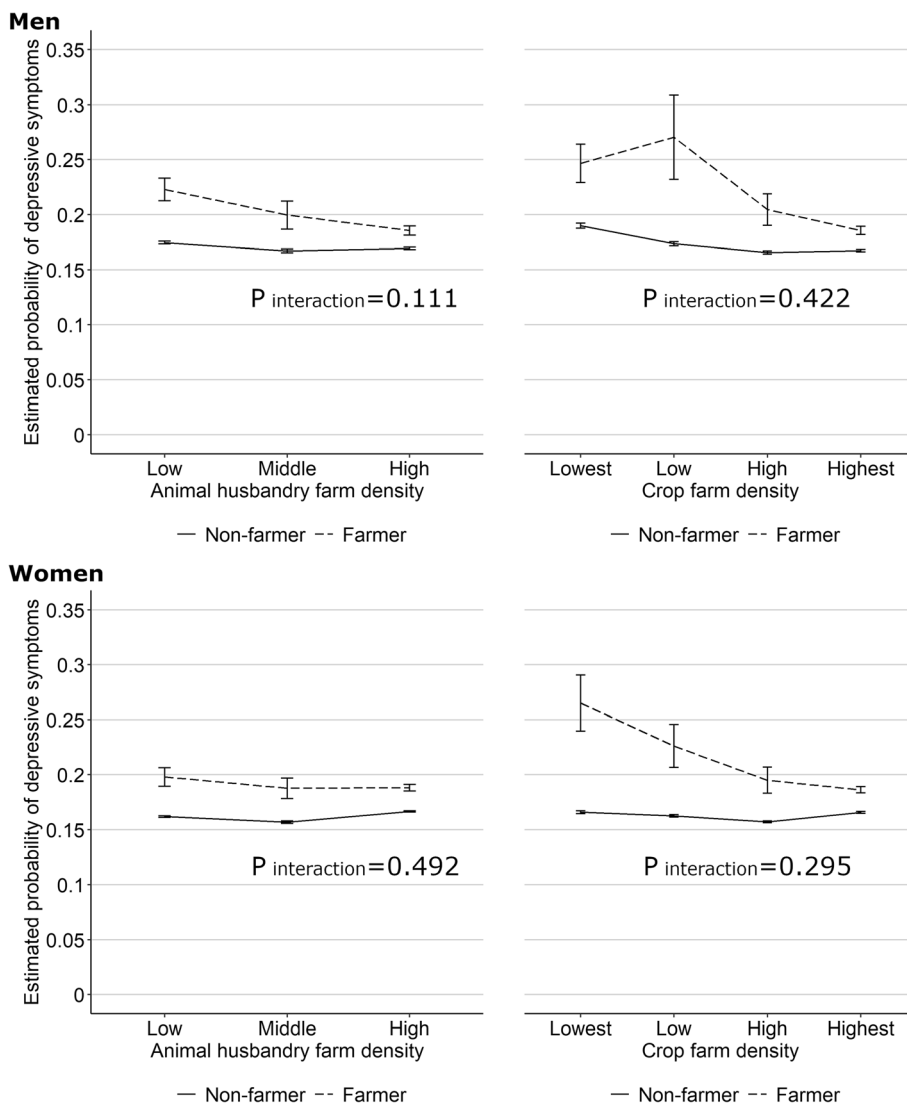 Men
Estimated probability of depressive symptoms
0.35
0.3
0.25
0.2
0.15
0.1
0.05
0
P interaction=0.111
P interaction=0.422
Low Middle High
Animal husbandry farm density
Lowest Low High Highest
Crop farm density
Non-farmer Farmer
Non-farmer Farmer
Women
Estimated probability of depressive symptoms
0.35
0.3
0.25
0.2
0.15
0.1
0.05
0
P interaction=0.492
P interaction=0.295
Low Middle High
Animal husbandry farm density
Lowest Low High Highest
Crop farm density
Non-farmer Farmer
Non-farmer Farmer